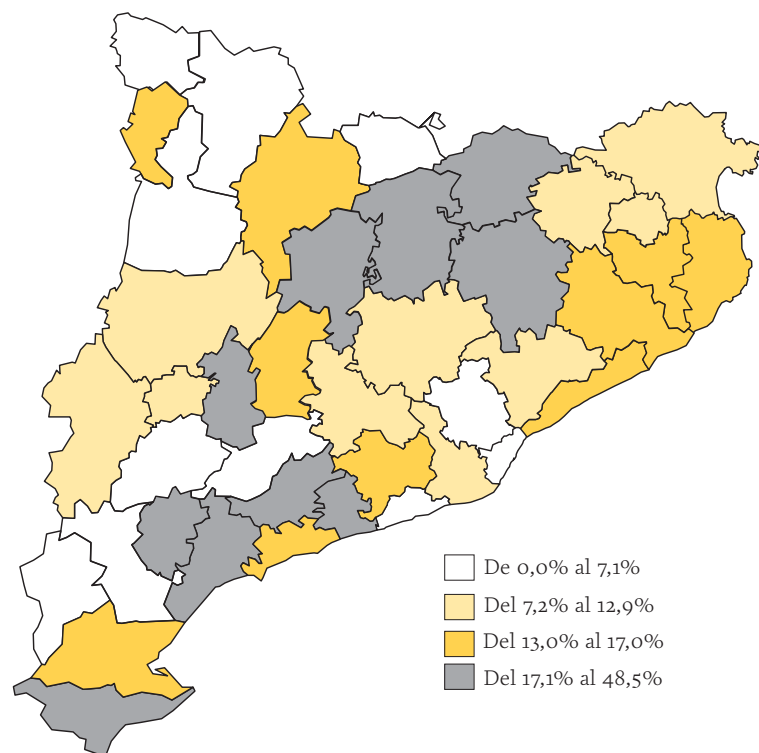 De 0,0% al 7,1%
Del 7,2% al 12,9%
Del 13,0% al 17,0%
Del 17,1% al 48,5%